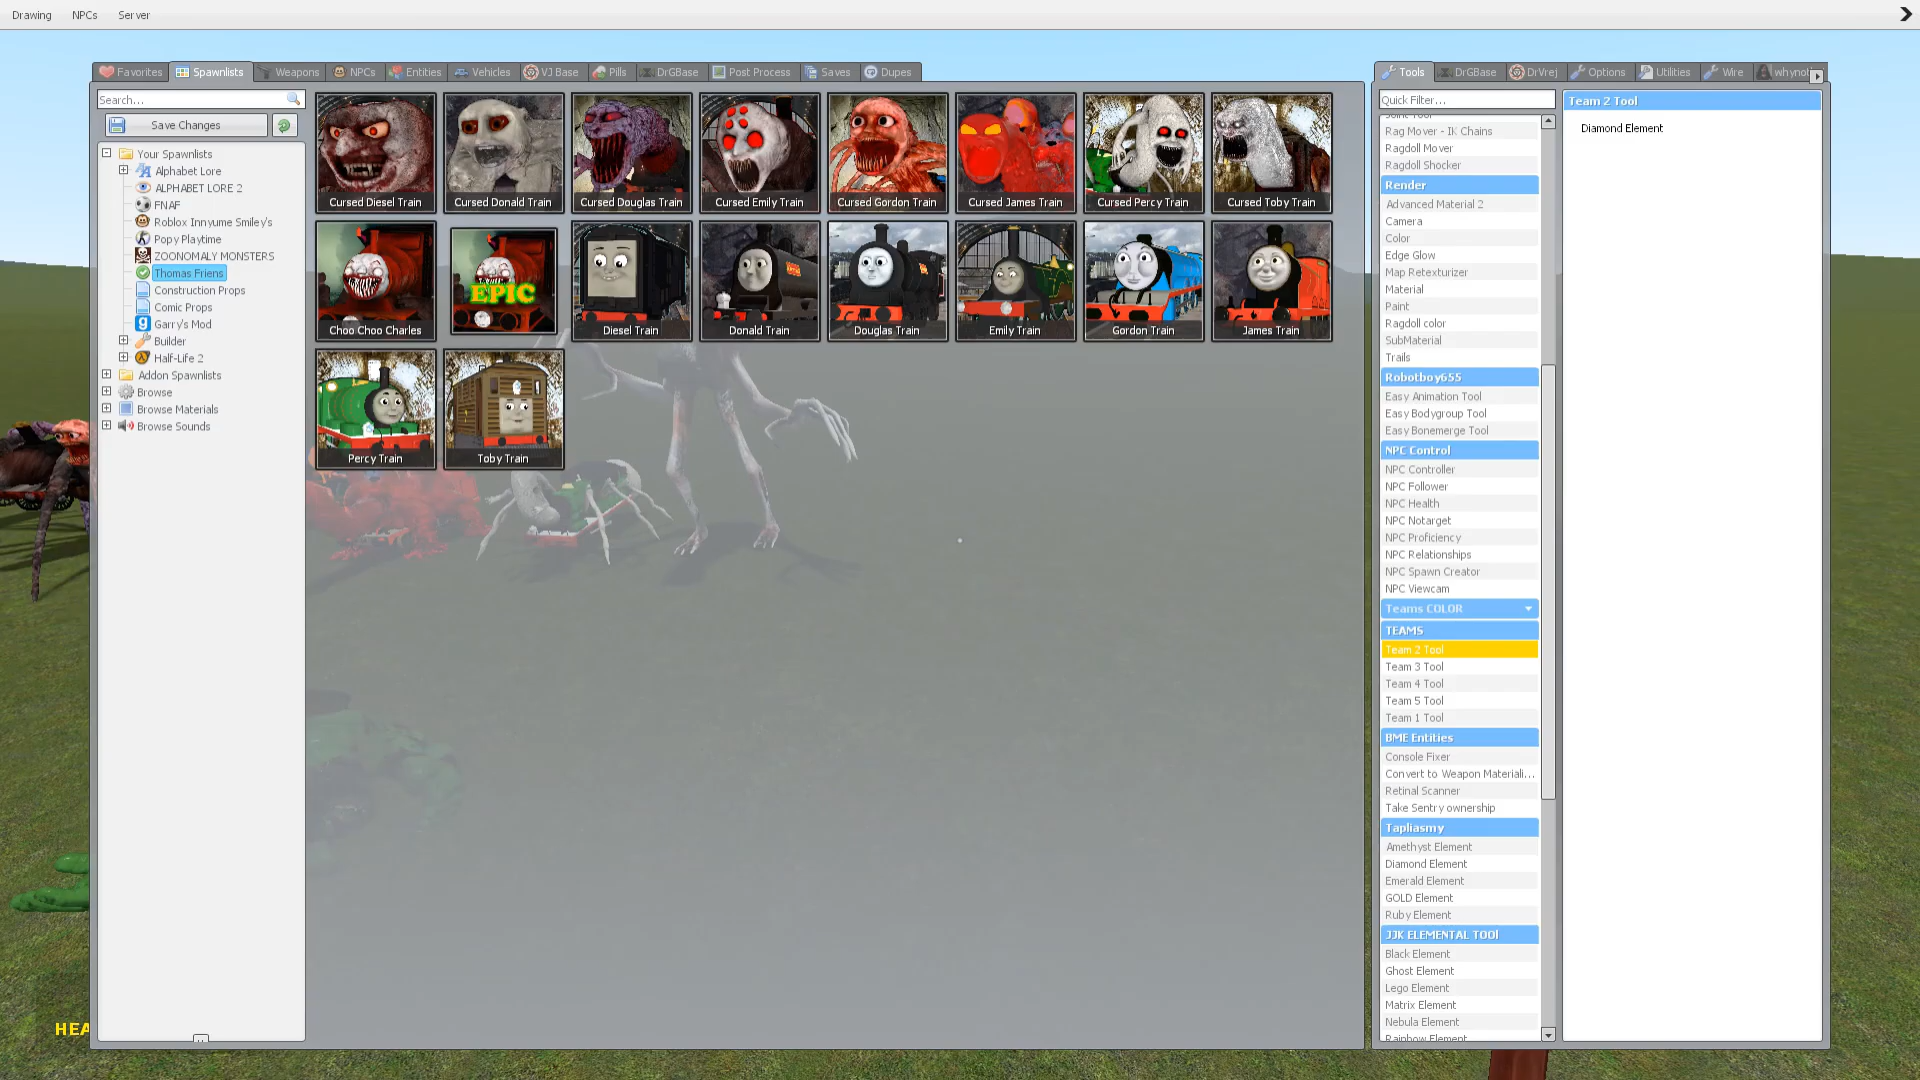 Drawing NPCs Server
Favorites Spawnlists Weapons NPCs Entities Vehicles VJ Base Pills DrGBase Post Process Saves Dupes
Search...
Save Changes
Your Spawnlists
Alphabet Lore
ALPHABET LORE 2
FNAF
Roblox Innyume Smiley's
Popy Playtime
ZOONOMALY MONSTERS
Thomas Friens
Construction Props
Comic Props
Garry's Mod
Builder
Half-Life 2
Addon Spawnlists
Browse
Browse Materials
Browse Sounds
Cursed Diesel Train Cursed Donald Train Cursed Douglas Train Cursed Emily Train Cursed Gordon Train Cursed James Train Cursed Percy Train Cursed Toby Train
EPIC
Choo Choo Charles Diesel Train Donald Train Douglas Train Emily Train Gordon Train James Train
Percy Train Toby Train
HEA
Tools DrGBase DrVrej Options Utilities Wire whynot
Quick Filter...
Rag Mover - IK Chains
Ragdoll Mover
Ragdoll Shocker
Render
Advanced Material 2
Camera
Color
Edge Glow
Map Retexturizer
Material
Paint
Ragdoll color
SubMaterial
Trails
Robotboy655
Easy Animation Tool
Easy Bodygroup Tool
Easy Bonemerge Tool
NPC Control
NPC Controller
NPC Follower
NPC Health
NPC Notarget
NPC Proficiency
NPC Relationships
NPC Spawn Creator
NPC Viewcam
Teams COLOR
TEAMS
Team 2 Tool
Team 3 Tool
Team 4 Tool
Team 5 Tool
Team 1 Tool
BME Entities
Console Fixer
Convert to Weapon Materiali...
Retinal Scanner
Take Sentry ownership
Tapliasmy
Amethyst Element
Diamond Element
Emerald Element
GOLD Element
Ruby Element
JJK ELEMENTAL TOOl
Black Element
Ghost Element
Lego Element
Matrix Element
Nebula Element
Rainbow Element
Team 2 Tool
Diamond Element